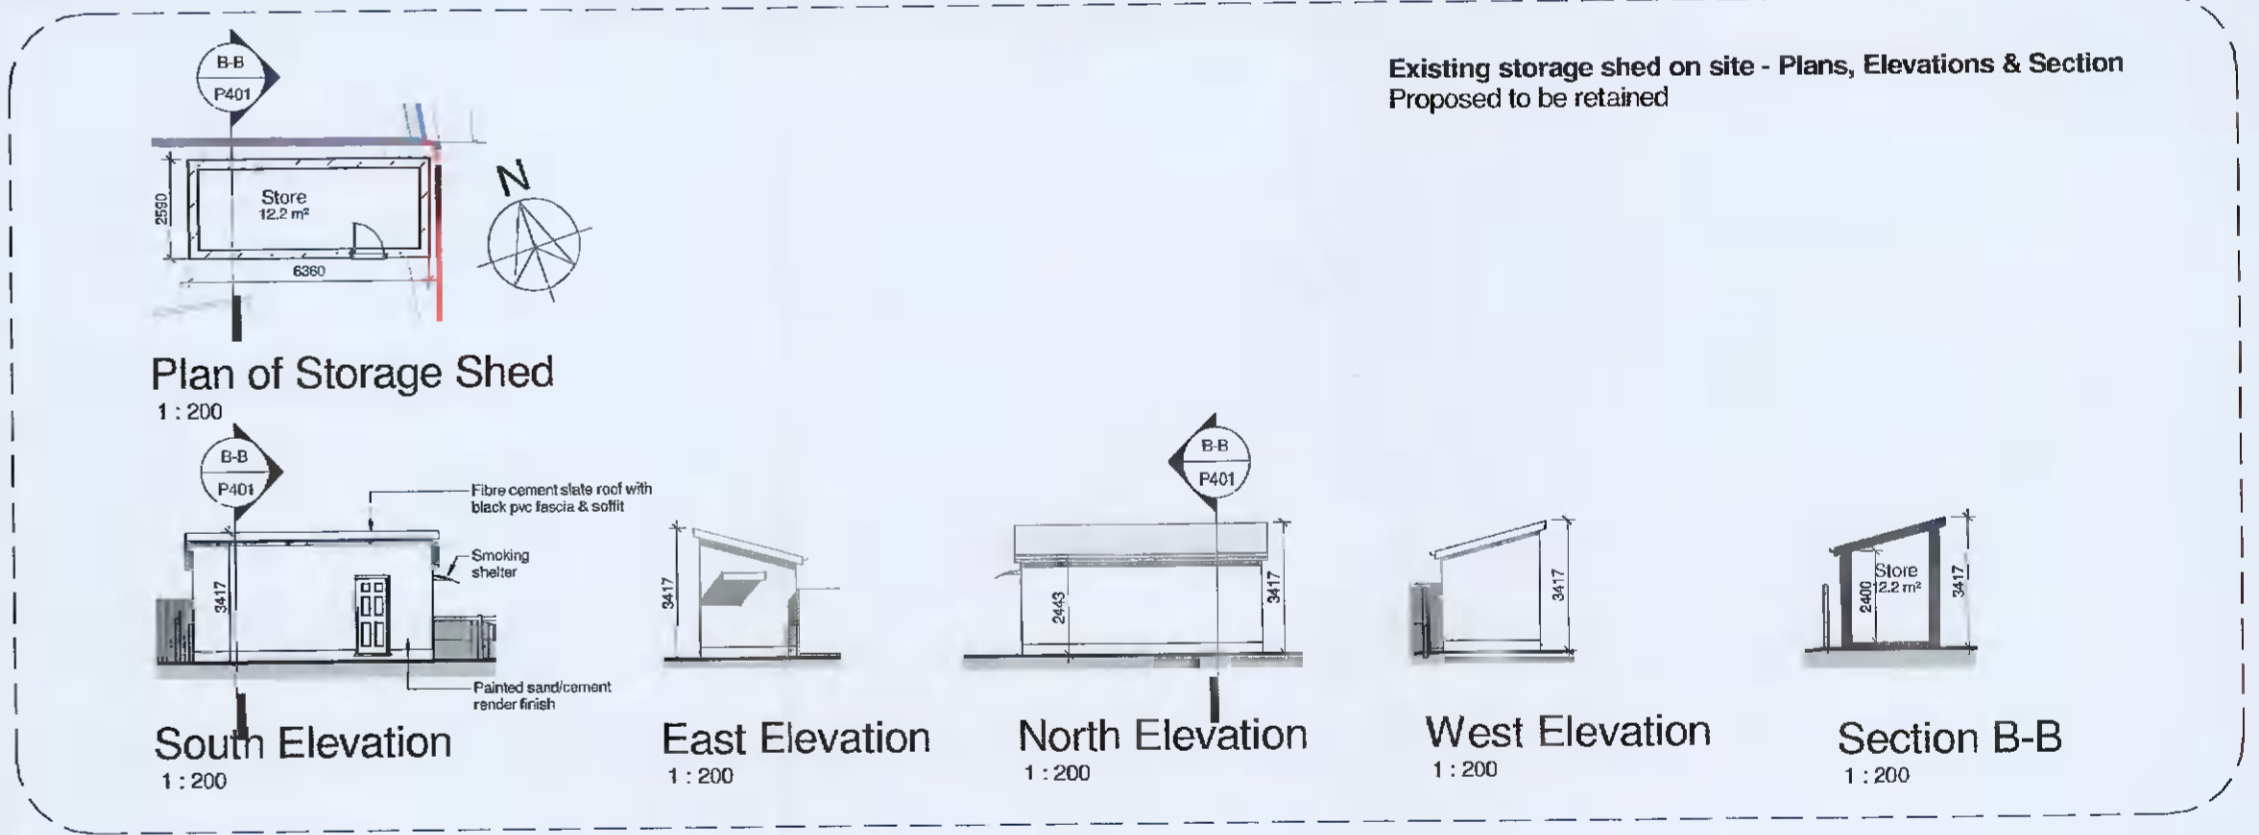 Existing storage shed on site - Plans, Elevations & Section
Proposed to be retained
B-B
P401
N
Store
12.2 m²
2590
6360
Plan of Storage Shed
1 : 200
B-B
P401
Fibre cement slate roof with
black pvc fascia & soffit
Smoking
shelter
3417
Painted sand/cement
render finish
South Elevation
1 : 200
3417
East Elevation
1 : 200
B-B
P401
2443
3417
North Elevation
1 : 200
3417
West Elevation
1 : 200
Store
12.2 m²
2400
3417
Section B-B
1 : 200